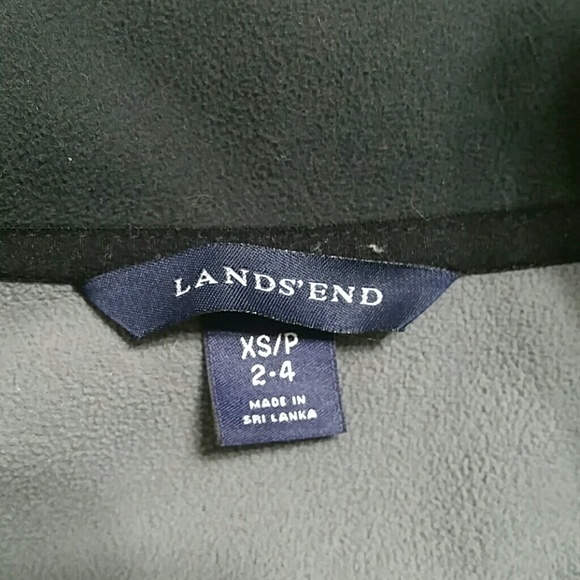 LANDS'END
XS/P
2·4
MADE IN
SRI LANKA